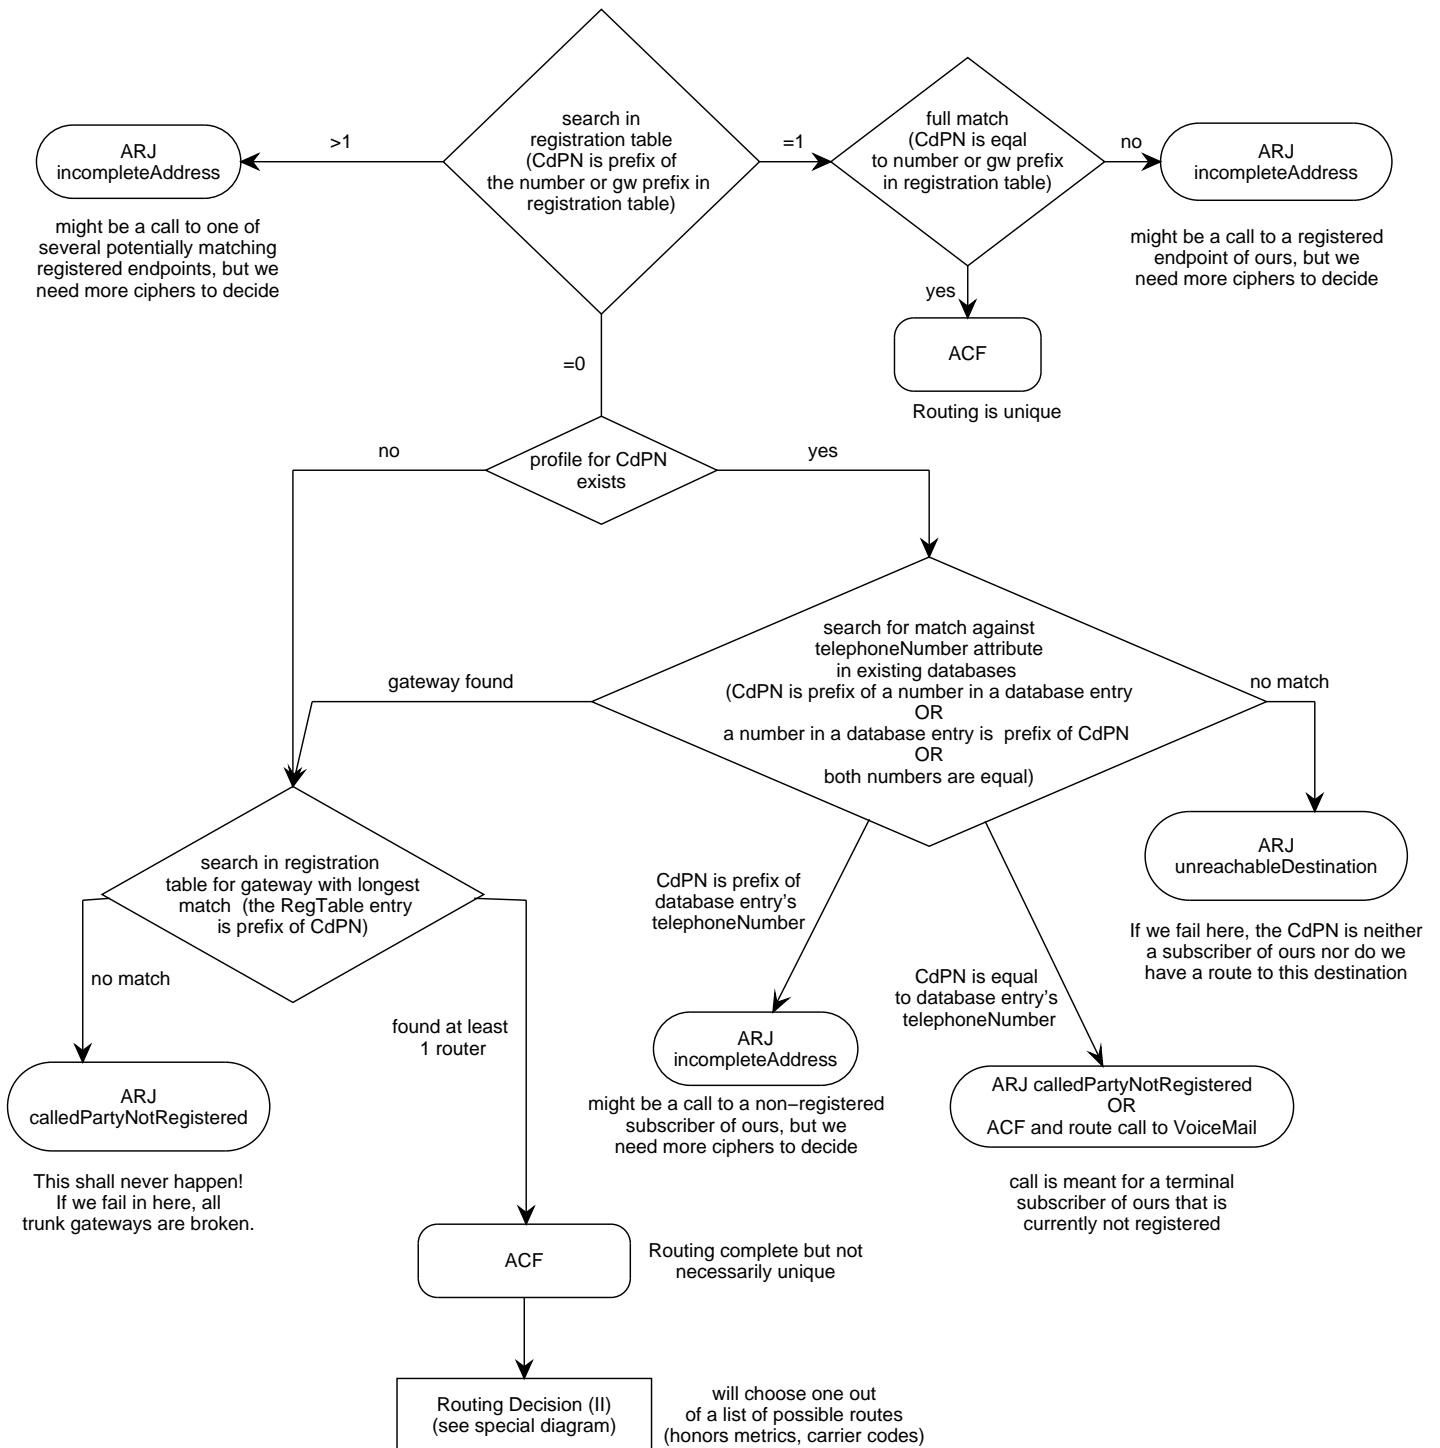 search in
registration table
(CdPN is prefix of
the number or gw prefix in
registration table)
>1
ARJ
incompleteAddress
might be a call to one of
several potentially matching
registered endpoints, but we
need more ciphers to decide
=1
full match
(CdPN is eqal
to number or gw prefix
in registration table)
no
ARJ
incompleteAddress
might be a call to a registered
endpoint of ours, but we
need more ciphers to decide
yes
ACF
Routing is unique
=0
profile for CdPN
exists
no
yes
search for match against
telephoneNumber attribute
in existing databases
(CdPN is prefix of a number in a database entry
OR
a number in a database entry is prefix of CdPN
OR
both numbers are equal)
gateway found
no match
ARJ
unreachableDestination
If we fail here, the CdPN is neither
a subscriber of ours nor do we
have a route to this destination
search in registration
table for gateway with longest
match (the RegTable entry
is prefix of CdPN)
no match
ARJ
calledPartyNotRegistered
This shall never happen!
If we fail in here, all
trunk gateways are broken.
found at least
1 router
CdPN is prefix of
database entry's
telephoneNumber
ARJ
incompleteAddress
might be a call to a non−registered
subscriber of ours, but we
need more ciphers to decide
CdPN is equal
to database entry's
telephoneNumber
ARJ calledPartyNotRegistered
OR
ACF and route call to VoiceMail
call is meant for a terminal
subscriber of ours that is
currently not registered
ACF
Routing complete but not
necessarily unique
Routing Decision (II)
(see special diagram)
will choose one out
of a list of possible routes
(honors metrics, carrier codes)